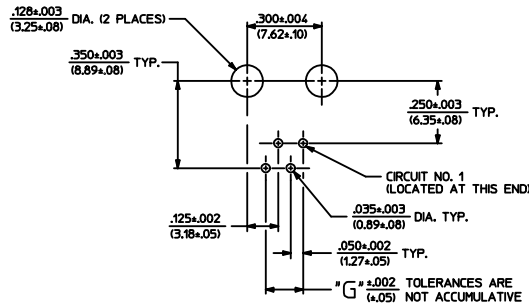 .128±.003
(3.25±.08)
DIA. (2 PLACES)
.300±.004
(7.62±.10)
.350±.003
(8.89±.08)
TYP.
.250±.003
(6.35±.08)
TYP.
CIRCUIT NO. 1
(LOCATED AT THIS END)
.035±.003
(0.89±.08)
DIA. TYP.
.125±.002
(3.18±.05)
.050±.002
(1.27±.05)
TYP.
"G" ±.002
(±.05)
TOLERANCES ARE
NOT ACCUMULATIVE